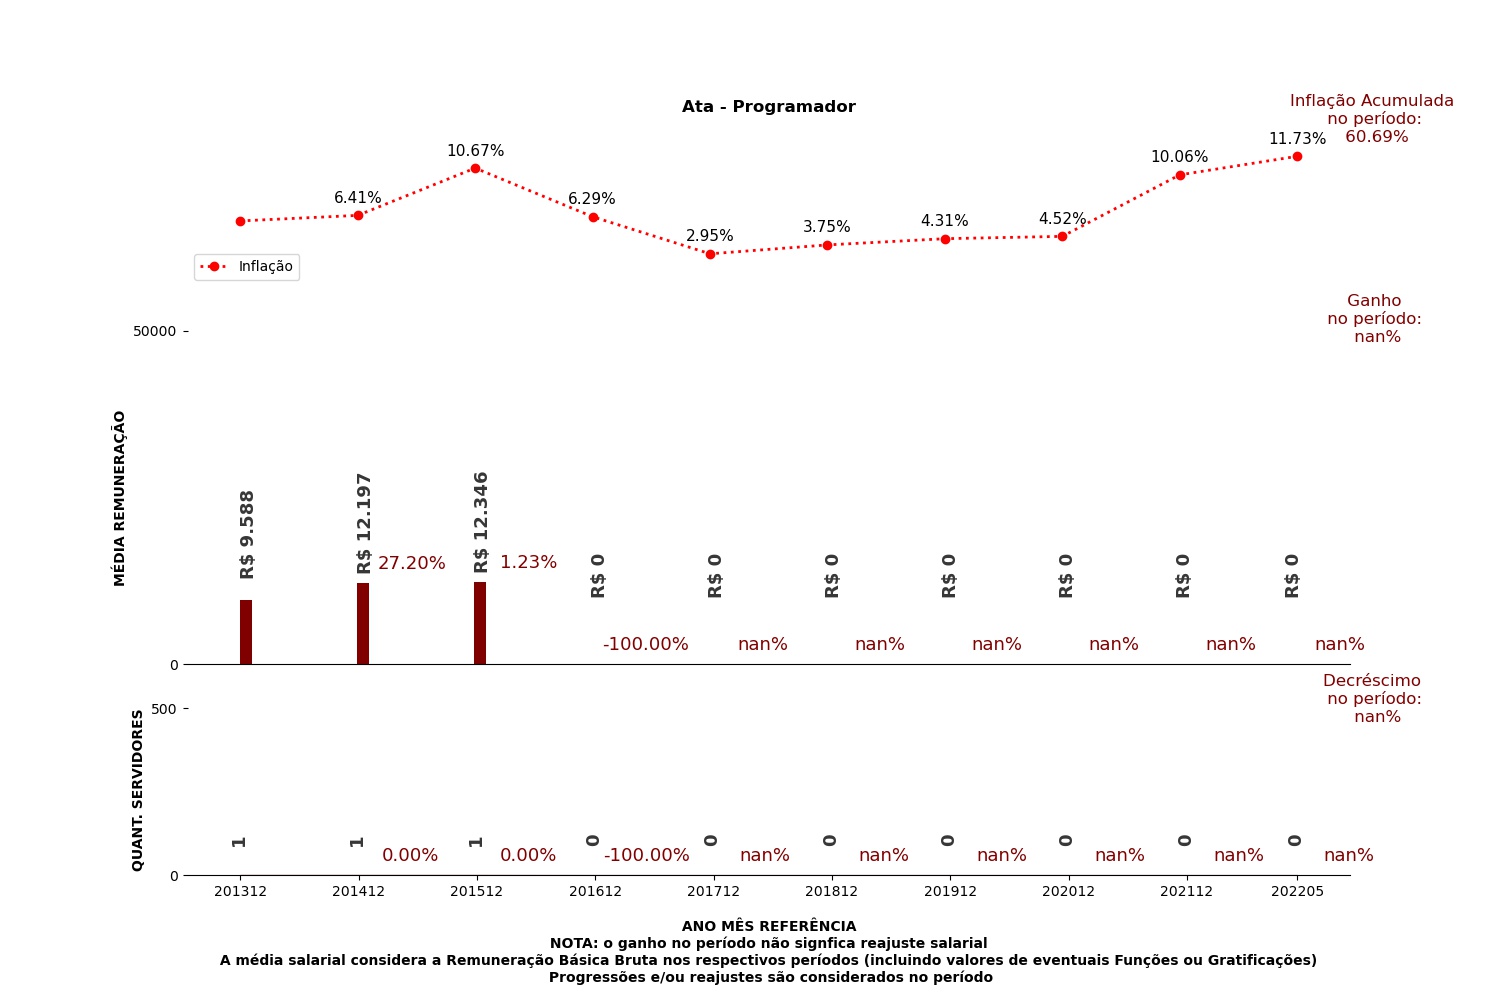 Ata - Programador
Inflação Acumulada
no período:
60.69%
6.41%
10.67%
6.29%
2.95%
3.75%
4.31%
4.52%
10.06%
11.73%
Inflação
Ganho
no período:
nan%
50000
0
MÉDIA REMUNERAÇÃO
R$ 9.588
R$ 12.197
R$ 12.346
R$ 0
R$ 0
R$ 0
R$ 0
R$ 0
R$ 0
R$ 0
27.20%
1.23%
-100.00%
nan%
nan%
nan%
nan%
nan%
nan%
Decréscimo
no período:
nan%
500
0
QUANT. SERVIDORES
1
1
1
0
0
0
0
0
0
0
0.00%
0.00%
-100.00%
nan%
nan%
nan%
nan%
nan%
nan%
201312
201412
201512
201612
201712
201812
201912
202012
202112
202205
ANO MÊS REFERÊNCIA
NOTA: o ganho no período não signfica reajuste salarial
A média salarial considera a Remuneração Básica Bruta nos respectivos períodos (incluindo valores de eventuais Funções ou Gratificações)
Progressões e/ou reajustes são considerados no período